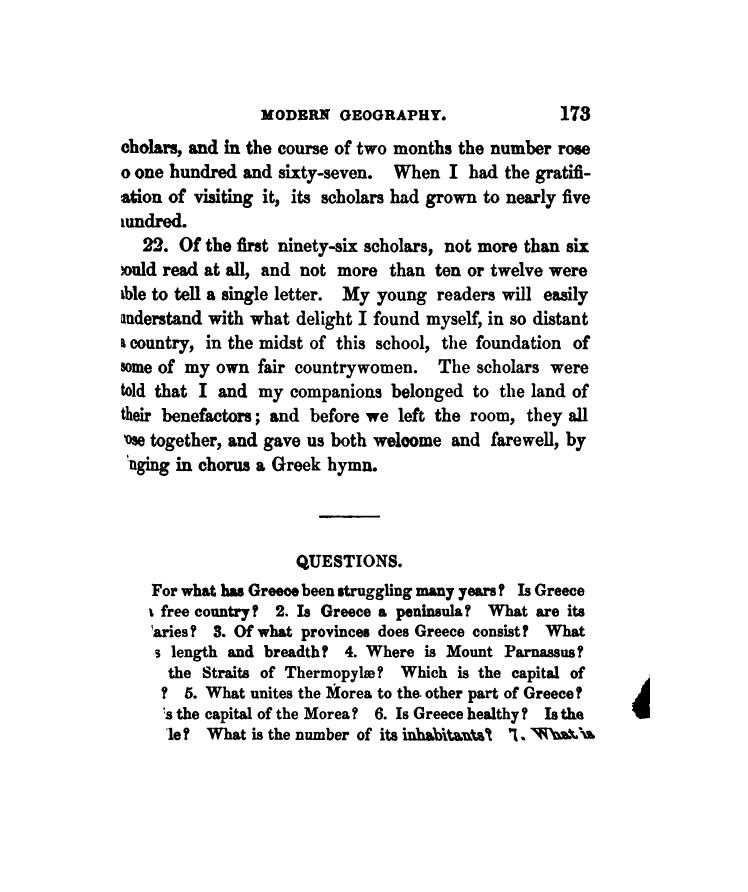 MODERN GEOGRAPHY. 173
cholars, and in the course of two months the number rose
o one hundred and sixty-seven. When I had the gratifi-
ation of visiting it, its scholars had grown to nearly five
undred.
22. Of the first ninety-six scholars, not more than six
ould read at all, and not more than ten or twelve were
ble to tell a single letter. My young readers will easily
understand with what delight I found myself, in so distant
a country, in the midst of this school, the foundation of
some of my own fair countrywomen. The scholars were
told that I and my companions belonged to the land of
their benefactors; and before we left the room, they all
ose together, and gave us both welcome and farewell, by
nging in chorus a Greek hymn.
QUESTIONS.
For what has Greece been struggling many years? Is Greece
free country? 2. Is Greece a peninsula? What are its
aries? 3. Of what provinces does Greece consist? What
s length and breadth? 4. Where is Mount Parnassus?
the Straits of Thermopylæ? Which is the capital of
? 5. What unites the Morea to the other part of Greece?
's the capital of the Morea? 6. Is Greece healthy? Is the
le? What is the number of its inhabitants? 7. What is